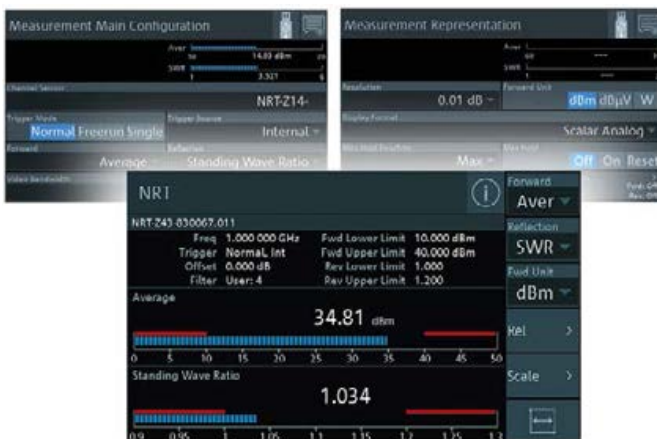 Measurement Main Configuration
Aver
14.83 dBm
SWR
1
Channel Sensor
NRT-Z14-
Trigger Mode
Normal Freerun Single
Trigger Source
Internal
Forward
Average
Reflection
Standing Wave Ratio
Video Bandwidth
Measurement Representation
Aver
SWR
1
Resolution
0.01 dB
Forward Unit
dBm dBµV W
Display Format
Scalar Analog
Max Hold Function
Max
Max Hold
Off On Reset
NRT
NRT-Z43-830067.011
Freq 1.000 000 GHz Fwd Lower Limit 10.000 dBm
Trigger Normal, Int Fwd Upper Limit 40.000 dBm
Offset 0.000 dB Rev Lower Limit 1.000
Filter User: 4 Rev Upper Limit 1.200
Average
34.81 dBm
0 5 10 15 20 25 30 35 40 45 50
Standing Wave Ratio
1.034
0.9 0.95 1 1.05 1.1 1.15 1.2 1.25 1.3
Forward
Aver
Reflection
SWR
Fwd Unit
dBm
Rel >
Scale >